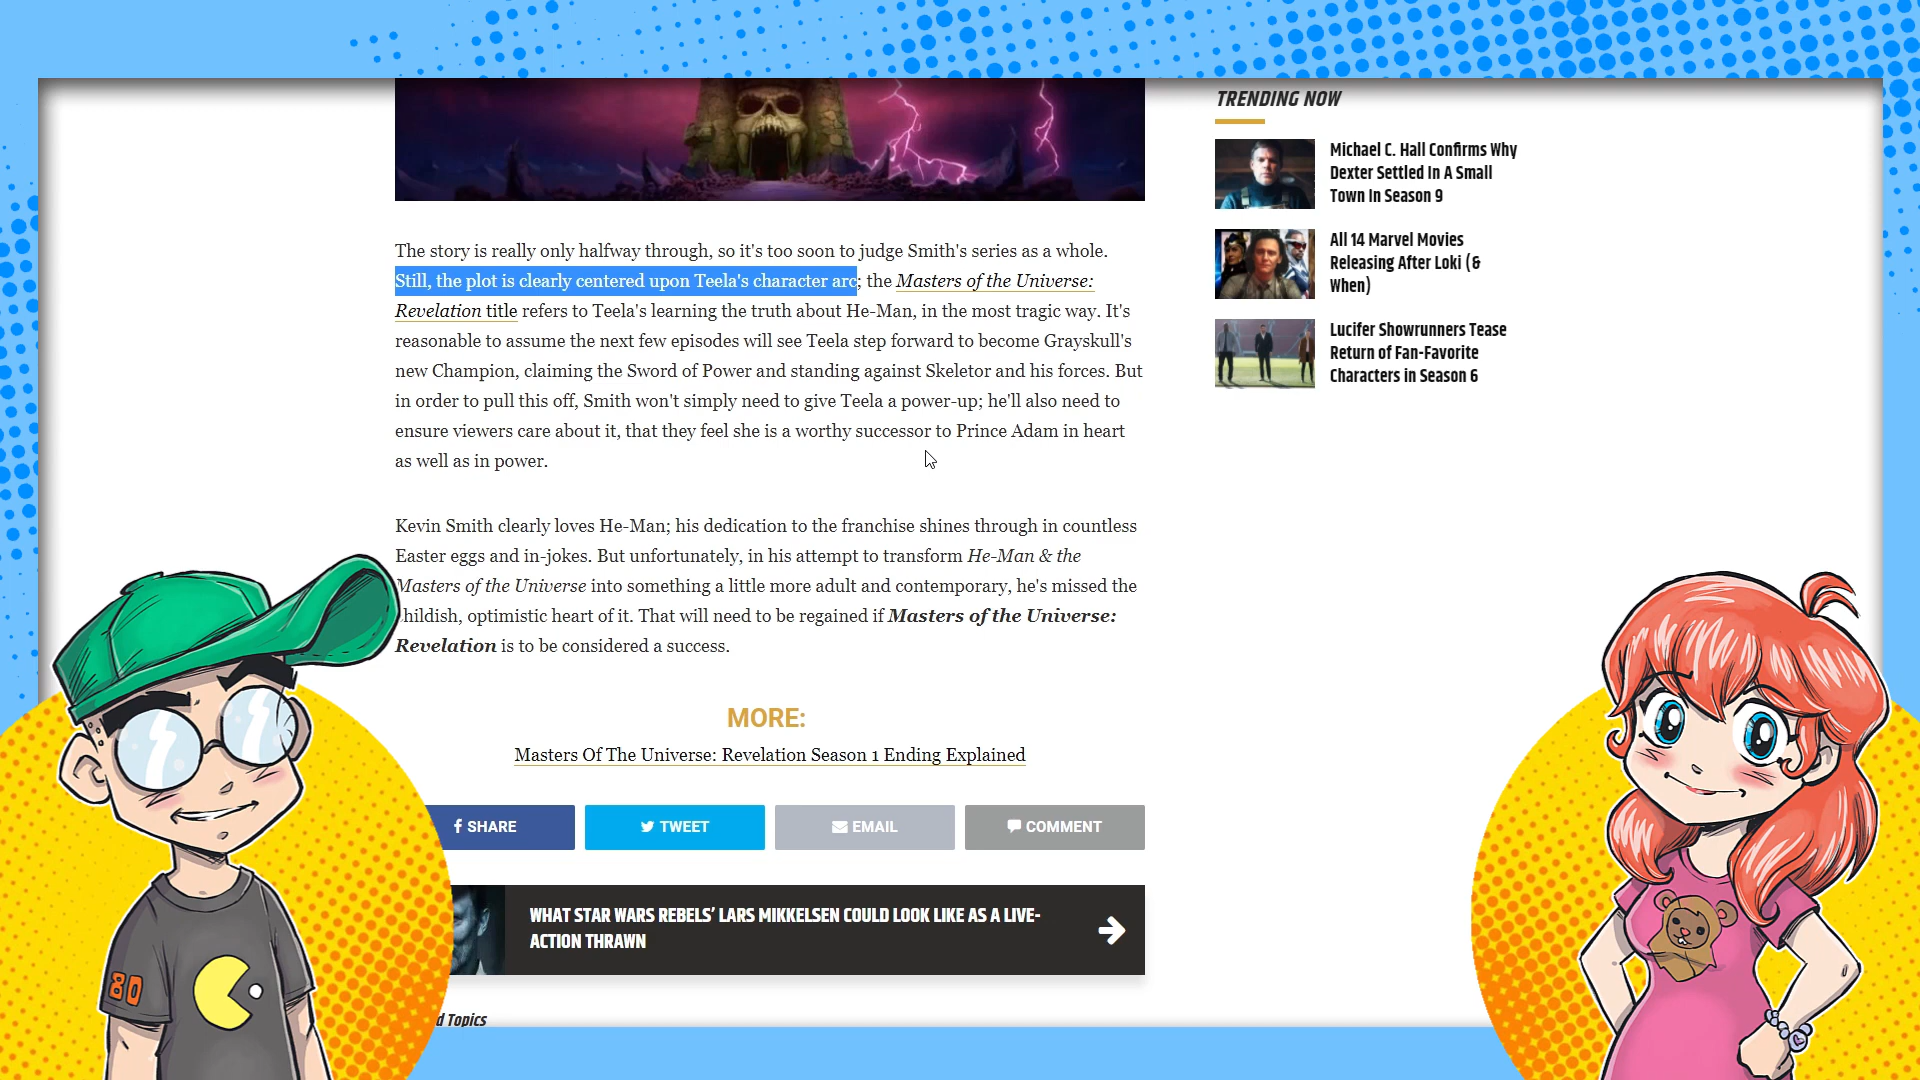 The story is really only halfway through, so it's too soon to judge Smith's series as a whole.
Still, the plot is clearly centered upon Teela's character arc; the Masters of the Universe:
Revelation title refers to Teela's learning the truth about He-Man, in the most tragic way. It's
reasonable to assume the next few episodes will see Teela step forward to become Grayskull's
new Champion, claiming the Sword of Power and standing against Skeletor and his forces. But
in order to pull this off, Smith won't simply need to give Teela a power-up; he'll also need to
ensure viewers care about it, that they feel she is a worthy successor to Prince Adam in heart
as well as in power.
Kevin Smith clearly loves He-Man; his dedication to the franchise shines through in countless
Easter eggs and in-jokes. But unfortunately, in his attempt to transform He-Man & the
Masters of the Universe into something a little more adult and contemporary, he's missed the
hildish, optimistic heart of it. That will need to be regained if Masters of the Universe:
Revelation is to be considered a success.
MORE:
Masters Of The Universe: Revelation Season 1 Ending Explained
SHARE
TWEET
EMAIL
COMMENT
WHAT STAR WARS REBELS' LARS MIKKELSEN COULD LOOK LIKE AS A LIVE-
ACTION THRAWN
d Topics
TRENDING NOW
Michael C. Hall Confirms Why
Dexter Settled In A Small
Town In Season 9
All 14 Marvel Movies
Releasing After Loki (&
When)
Lucifer Showrunners Tease
Return of Fan-Favorite
Characters in Season 6
80